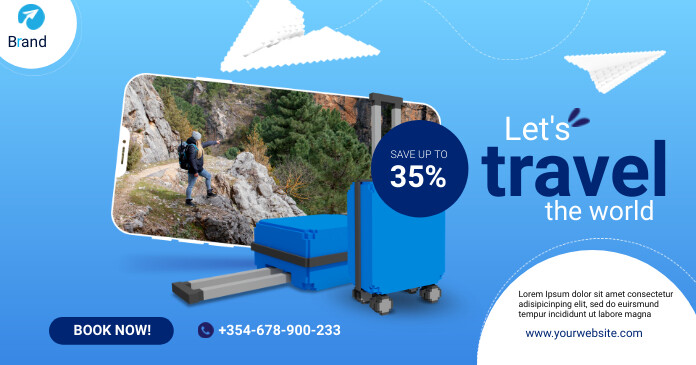 Brand
Let's
travel
the world
SAVE UP TO
35%
BOOK NOW!
+354-678-900-233
Lorem Ipsum dolor sit amet consectetur
adisipicinging elit, sed do euirsmund
tempur incididunt ut labore magna
www.yourwebsite.com